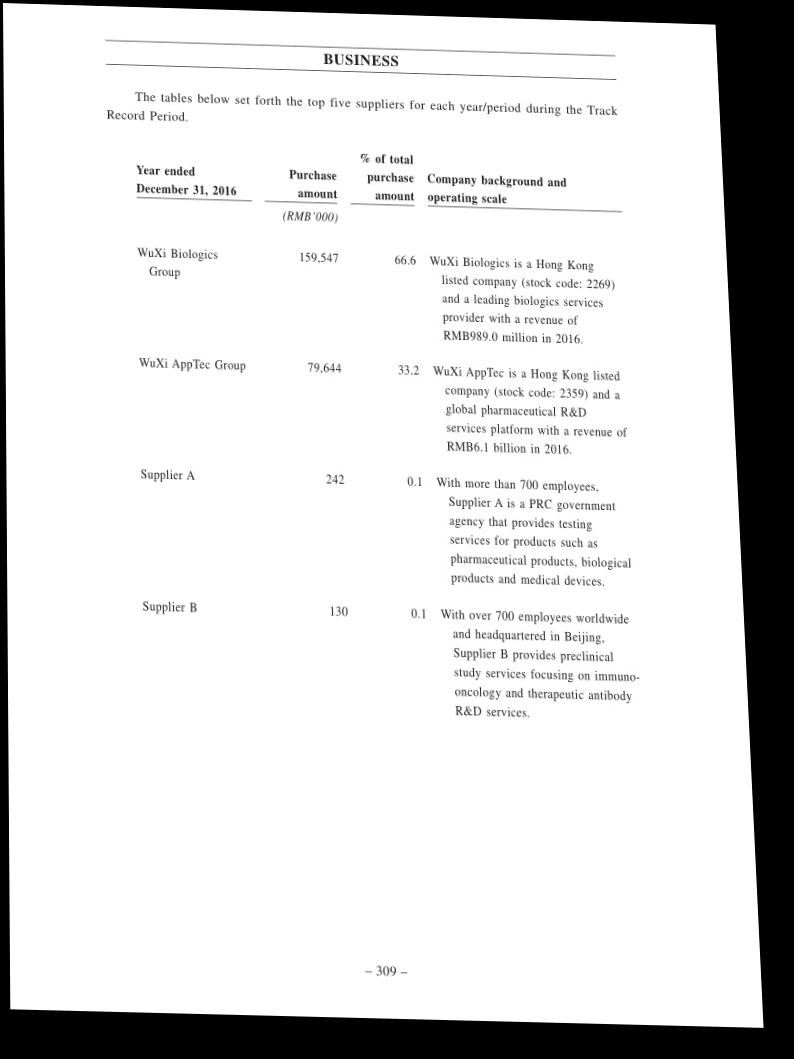 BUSINESS
The tables below set forth the top five suppliers for each year/period during the Track
Record Period.
Year ended
December 31, 2016
Purchase
amount
% of total
purchase
amount
Company background and
operating scale
(RMB'000)
WuXi Biologics
Group
159,547
66.6
WuXi Biologics is a Hong Kong
listed company (stock code: 2269)
and a leading biologics services
provider with a revenue of
RMB989.0 million in 2016.
WuXi AppTec Group
79,644
33.2
WuXi AppTec is a Hong Kong listed
company (stock code: 2359) and a
global pharmaceutical R&D
services platform with a revenue of
RMB6.1 billion in 2016.
Supplier A
242
0.1
With more than 700 employees,
Supplier A is a PRC government
agency that provides testing
services for products such as
pharmaceutical products, biological
products and medical devices.
Supplier B
130
0.1
With over 700 employees worldwide
and headquartered in Beijing,
Supplier B provides preclinical
study services focusing on immuno-
oncology and therapeutic antibody
R&D services.
– 309 –